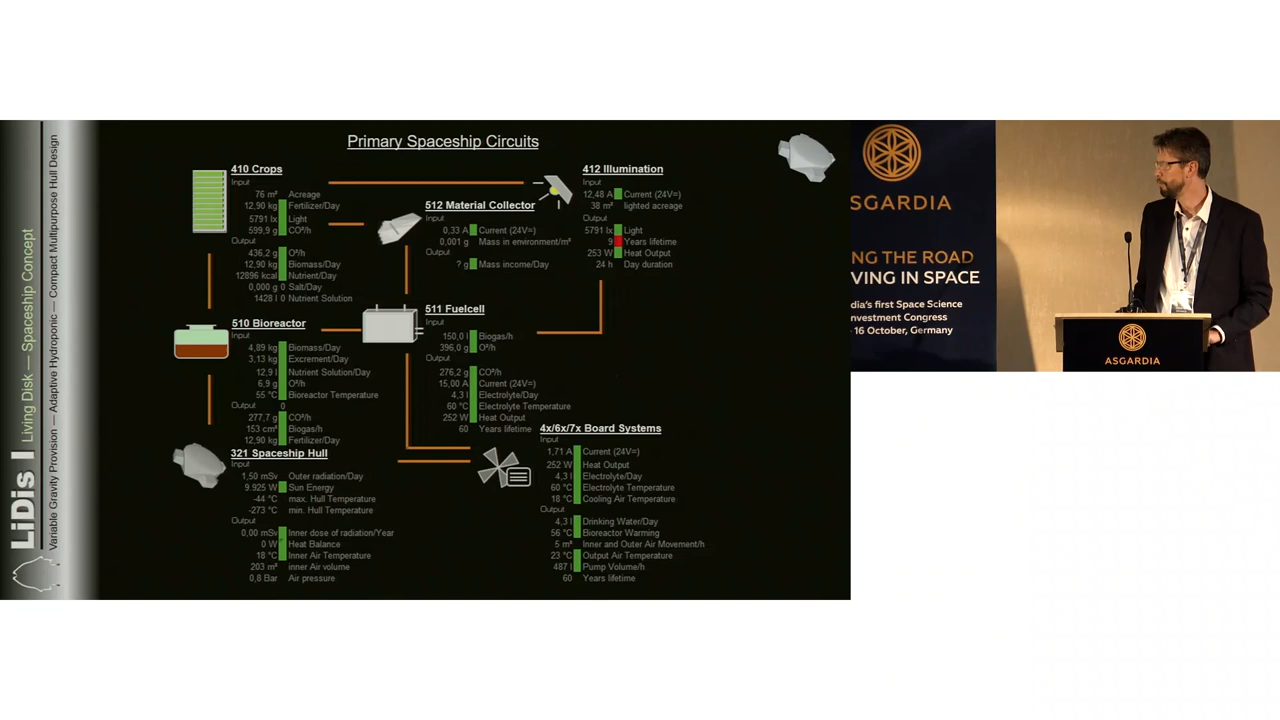 Primary Spaceship Circuits
LiDis I Living Disk — Spaceship Concept
Variable Gravity Provision — Adaptive Hydroponic — Compact Multipurpose Hull Design
410 Crops
Input
76 m² Acreage
12,90 kg Fertilizer/Day
5791 lx Light
599,9 g CO²/h
Output
436,2 g O²/h
12,90 kg Biomass/Day
12896 kcal Nutrient/Day
0,000 g 0 Salt/Day
1428 l 0 Nutrient Solution
510 Bioreactor
Input
4,89 kg Biomass/Day
3,13 kg Excrement/Day
12,9 l Nutrient Solution/Day
6,9 g O²/h
55 °C Bioreactor Temperature
Output 0
277,7 g CO²/h
153 cm³ Biogas/h
12,90 kg Fertilizer/Day
321 Spaceship Hull
Input
1,50 mSv Outer radiation/Day
9.925 W Sun Energy
-44 °C max. Hull Temperature
-273 °C min. Hull Temperature
Output
0,00 mSv Inner dose of radiation/Year
0 W Heat Balance
18 °C Inner Air Temperature
203 m³ inner Air volume
0,8 Bar Air pressure
512 Material Collector
Input
0,33 A Current (24V=)
0,001 g Mass in environment/m³
Output
? g Mass income/Day
511 Fuelcell
Input
150,0 l Biogas/h
396,0 g O²/h
Output
276,2 g CO²/h
15,00 A Current (24V=)
4,3 l Electrolyte/Day
60 °C Electrolyte Temperature
252 W Heat Output
60 Years lifetime
412 Illumination
Input
12,48 A Current (24V=)
38 m² lighted acreage
Output
5791 lx Light
9 Years lifetime
253 W Heat Output
24 h Day duration
4x/6x/7x Board Systems
Input
1,71 A Current (24V=)
252 W Heat Output
4,3 l Electrolyte/Day
60 °C Electrolyte Temperature
18 °C Cooling Air Temperature
Output
4,3 l Drinking Water/Day
56 °C Bioreactor Warming
5 m³ Inner and Outer Air Movement/h
23 °C Output Air Temperature
487 l Pump Volume/h
60 Years lifetime
SGARDIA
NG THE ROAD
VING IN SPACE
dia's first Space Science
nvestment Congress
16 October, Germany
ASGARDIA